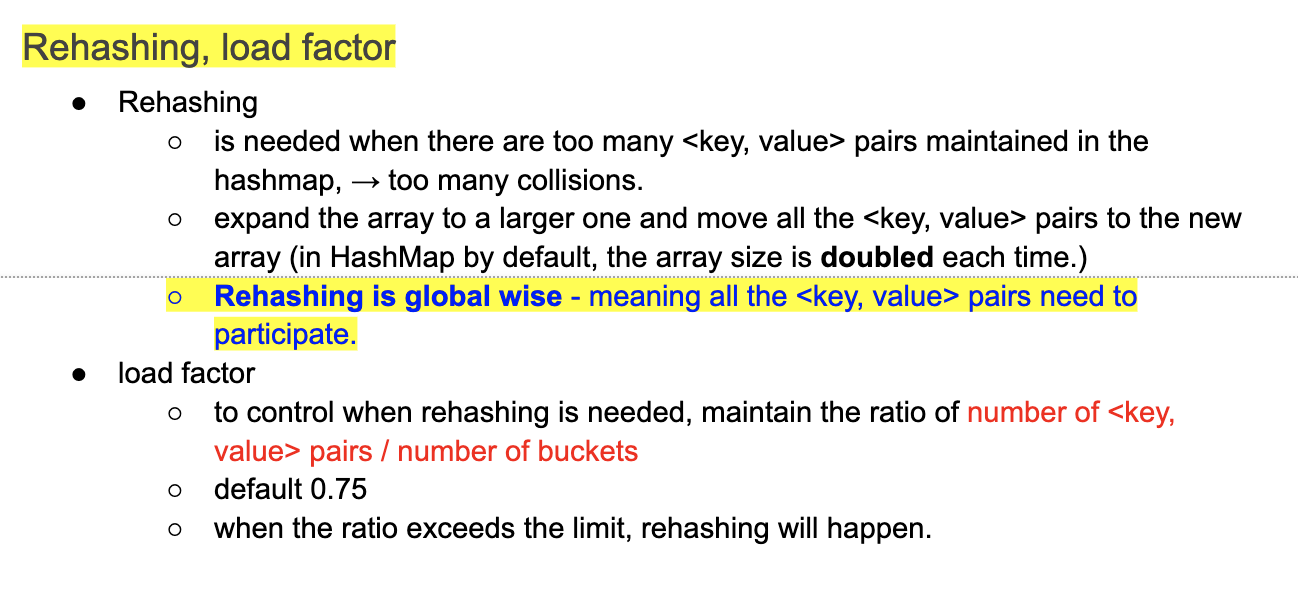 Rehashing, load factor
● Rehashing
○ is needed when there are too many <key, value> pairs maintained in the
hashmap, → too many collisions.
○ expand the array to a larger one and move all the <key, value> pairs to the new
array (in HashMap by default, the array size is doubled each time.)
○ Rehashing is global wise - meaning all the <key, value> pairs need to
participate.
● load factor
○ to control when rehashing is needed, maintain the ratio of number of <key,
value> pairs / number of buckets
○ default 0.75
○ when the ratio exceeds the limit, rehashing will happen.